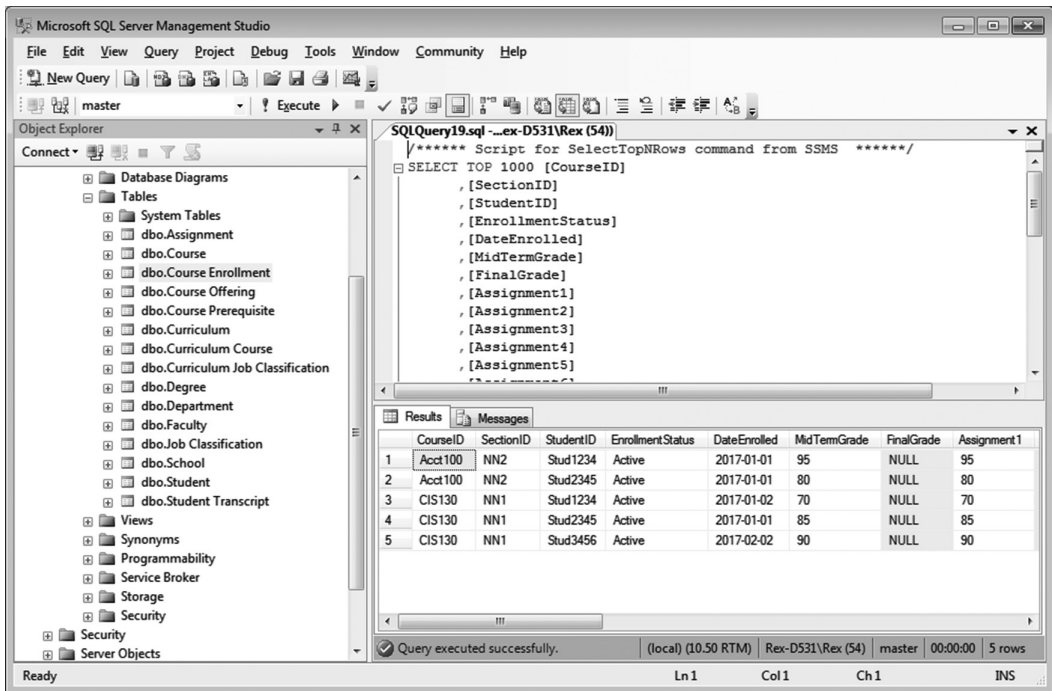 Microsoft SQL Server Management Studio
File Edit View Query Project Debug Tools Window Community Help
New Query
master Execute
Object Explorer
Connect
Database Diagrams
Tables
System Tables
dbo.Assignment
dbo.Course
dbo.Course Enrollment
dbo.Course Offering
dbo.Course Prerequisite
dbo.Curriculum
dbo.Curriculum Course
dbo.Curriculum Job Classification
dbo.Degree
dbo.Department
dbo.Faculty
dbo.Job Classification
dbo.School
dbo.Student
dbo.Student Transcript
Views
Synonyms
Programmability
Service Broker
Storage
Security
Security
Server Objects
SQLQuery19.sql -...ex-D531\Rex (54))
/****** Script for SelectTopNRows command from SSMS ******/
SELECT TOP 1000 [CourseID]
,[SectionID]
,[StudentID]
,[EnrollmentStatus]
,[DateEnrolled]
,[MidTermGrade]
,[FinalGrade]
,[Assignment1]
,[Assignment2]
,[Assignment3]
,[Assignment4]
,[Assignment5]
Results Messages
CourseID SectionID StudentID EnrollmentStatus DateEnrolled MidTermGrade FinalGrade Assignment1
1 Acct100 NN2 Stud1234 Active 2017-01-01 95 NULL 95
2 Acct100 NN2 Stud2345 Active 2017-01-01 80 NULL 80
3 CIS130 NN1 Stud1234 Active 2017-01-02 70 NULL 70
4 CIS130 NN1 Stud2345 Active 2017-01-01 85 NULL 85
5 CIS130 NN1 Stud3456 Active 2017-02-02 90 NULL 90
Query executed successfully. (local) (10.50 RTM) Rex-D531\Rex (54) master 00:00:00 5 rows
Ready Ln 1 Col 1 Ch 1 INS